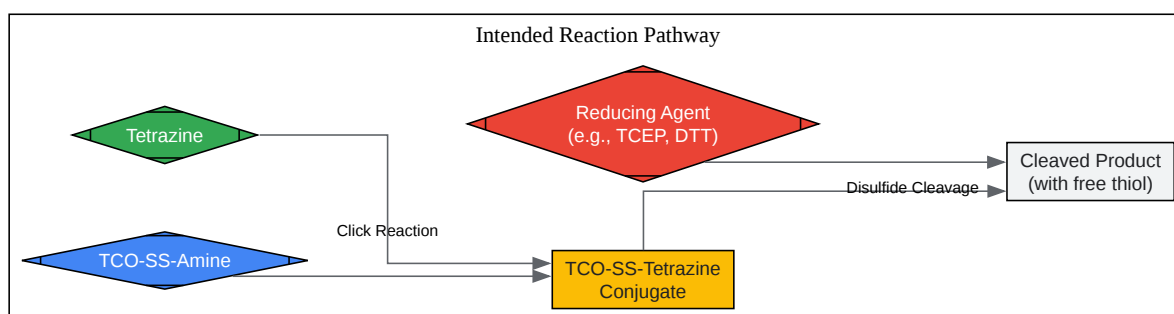 Intended Reaction Pathway
Tetrazine
Reducing Agent
(e.g., TCEP, DTT)
Cleaved Product
(with free thiol)
Disulfide Cleavage
Click Reaction
TCO-SS-Amine
TCO-SS-Tetrazine
Conjugate